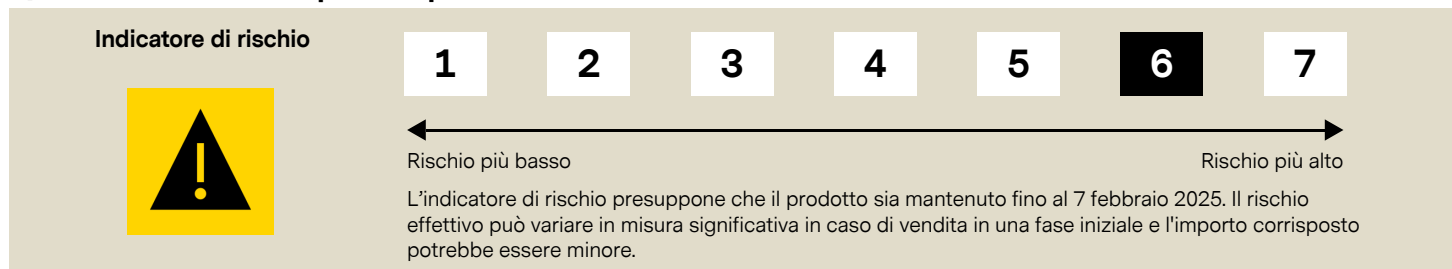 Indicatore di rischio
1 2 3 4 5 6 7
Rischio più basso Rischio più alto
L'indicatore di rischio presuppone che il prodotto sia mantenuto fino al 7 febbraio 2025. Il rischio
effettivo può variare in misura significativa in caso di vendita in una fase iniziale e l'importo corrisposto
potrebbe essere minore.